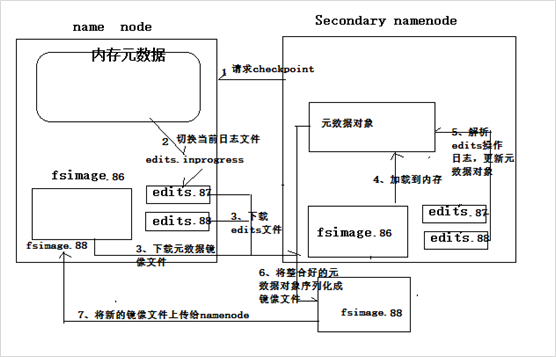 name node
Secondary namenode
内存元数据
1 请求checkpoint
2 切换当前日志文件
edits.inprogress
fsimage.86
edits.87
edits.88
fsimage.88
3、下载
edits文件
3、下载元数据镜
像文件
元数据对象
4、加载到内存
5、解析
edits操作
日志，更新元
数据对象
fsimage.86
edits.87
edits.88
6、将整合好的元
数据对象序列化成
镜像文件
fsimage.88
7、将新的镜像文件上传给namenode